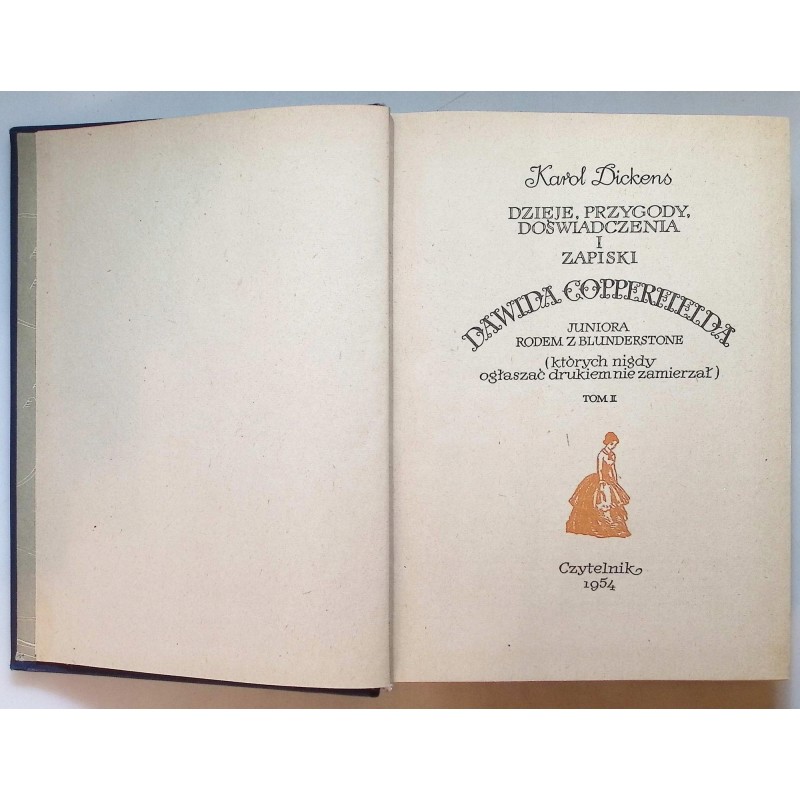 Karol Dickens
DZIEJE, PRZYGODY,
DOŚWIADCZENIA
I
ZAPISKI
DAWIDA COPPERFIELDA
JUNIORA
RODEM Z BLUNDERSTONE
(których nigdy
ogłaszać drukiem nie zamierzał)
TOM II
Czytelnik
1954